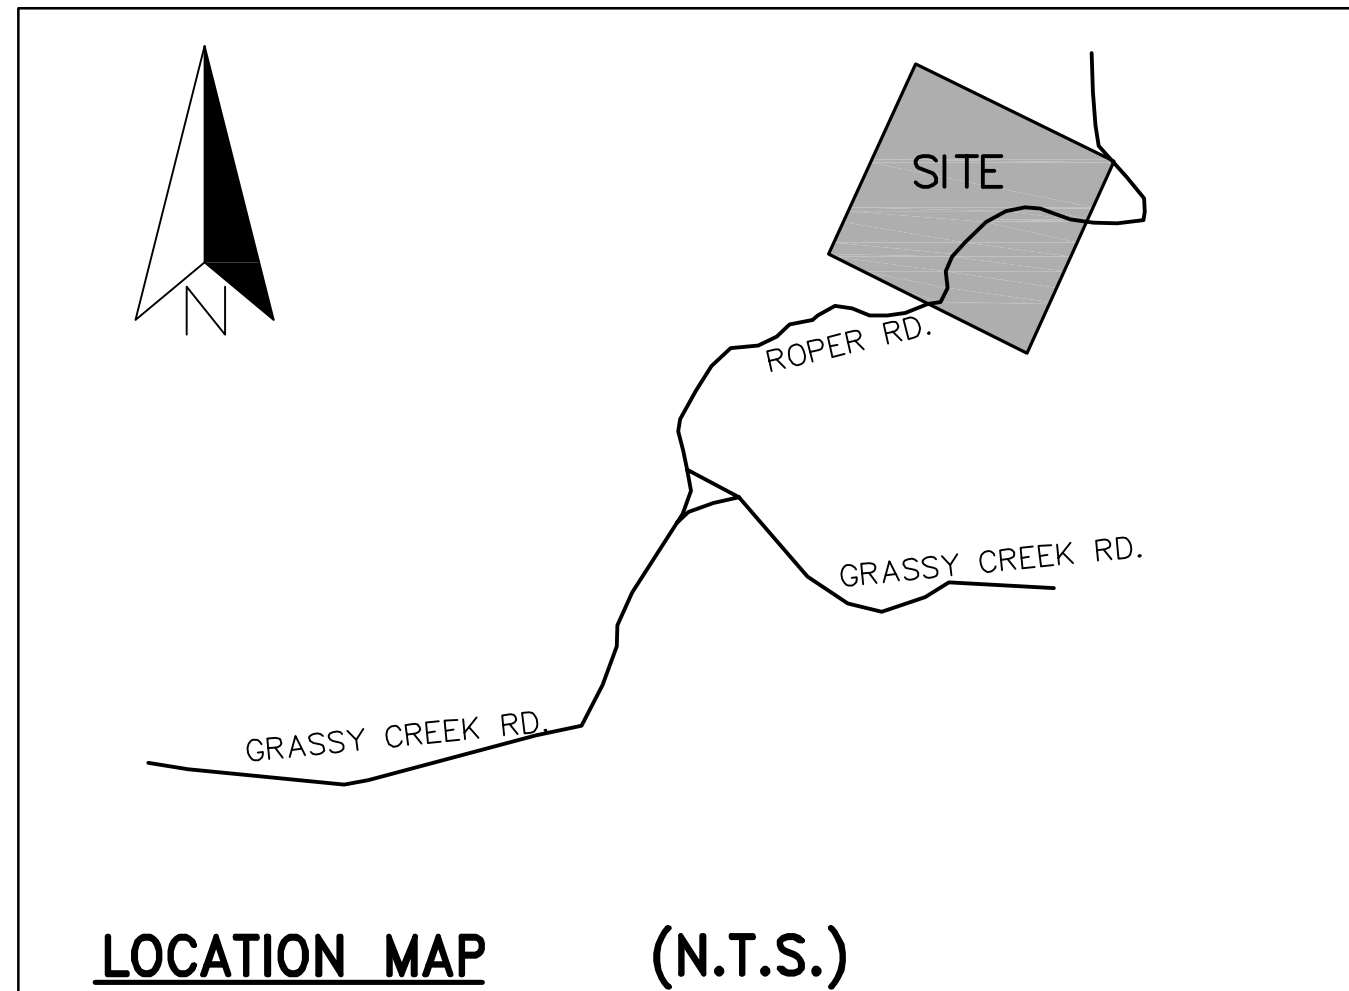 SITE
N
ROPER RD.
GRASSY CREEK RD.
GRASSY CREEK RD.
LOCATION MAP (N.T.S.)